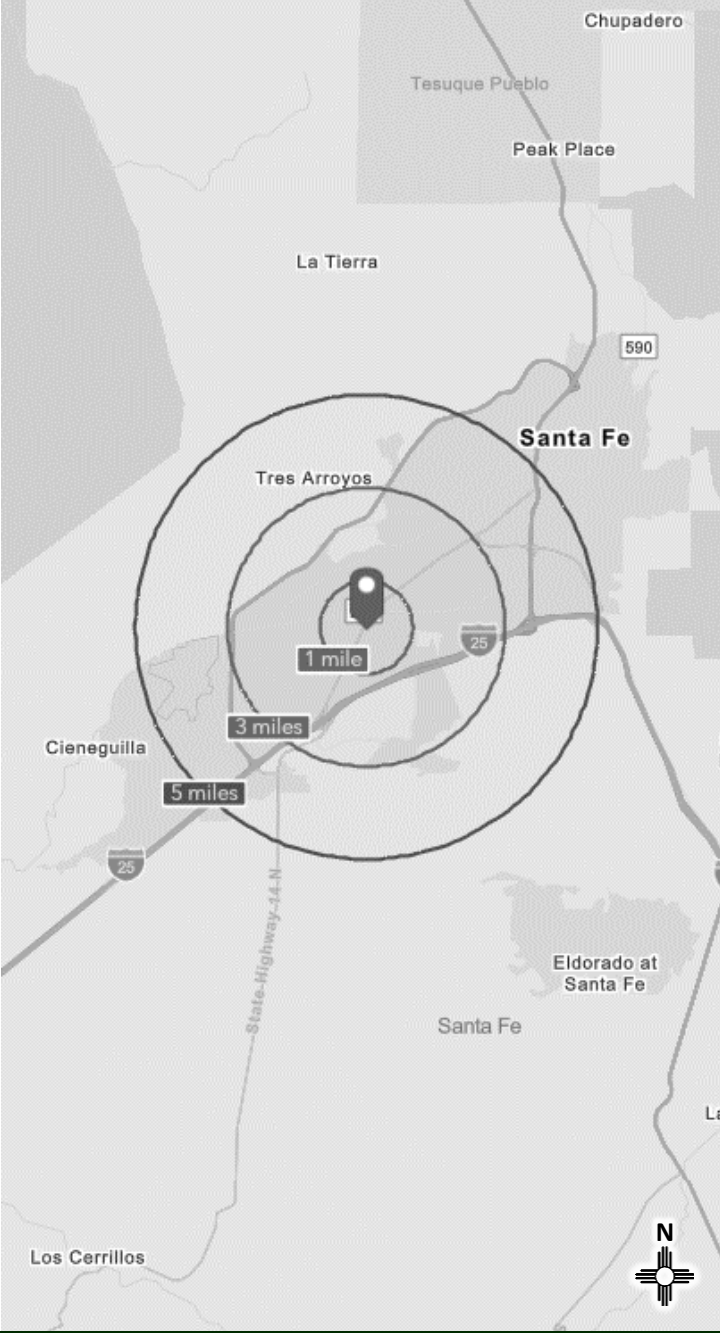 Chupadero
Tesuque Pueblo
Peak Place
La Tierra
590
Santa Fe
Tres Arroyos
25
1 mile
3 miles
Cieneguilla
5 miles
25
State-Highway-14-N
Eldorado at
Santa Fe
Santa Fe
La
N
Los Cerrillos